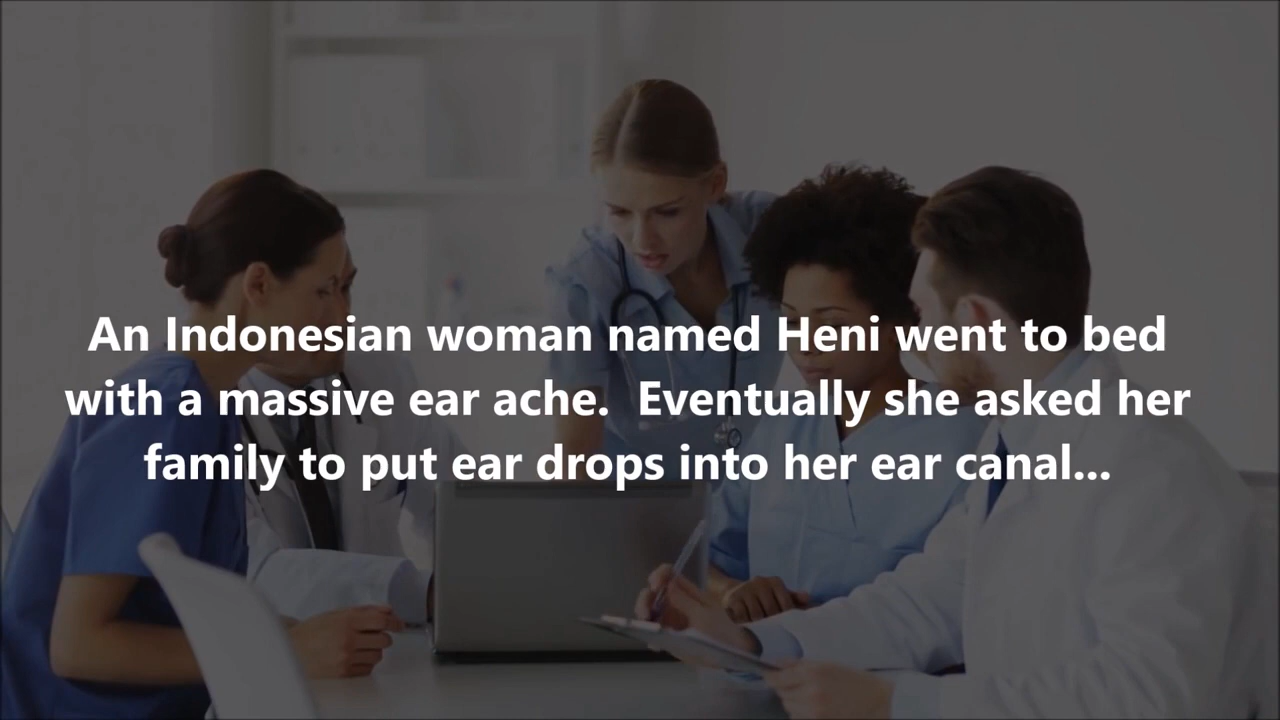 An Indonesian woman named Heni went to bed
with a massive ear ache.  Eventually she asked her
family to put ear drops into her ear canal...